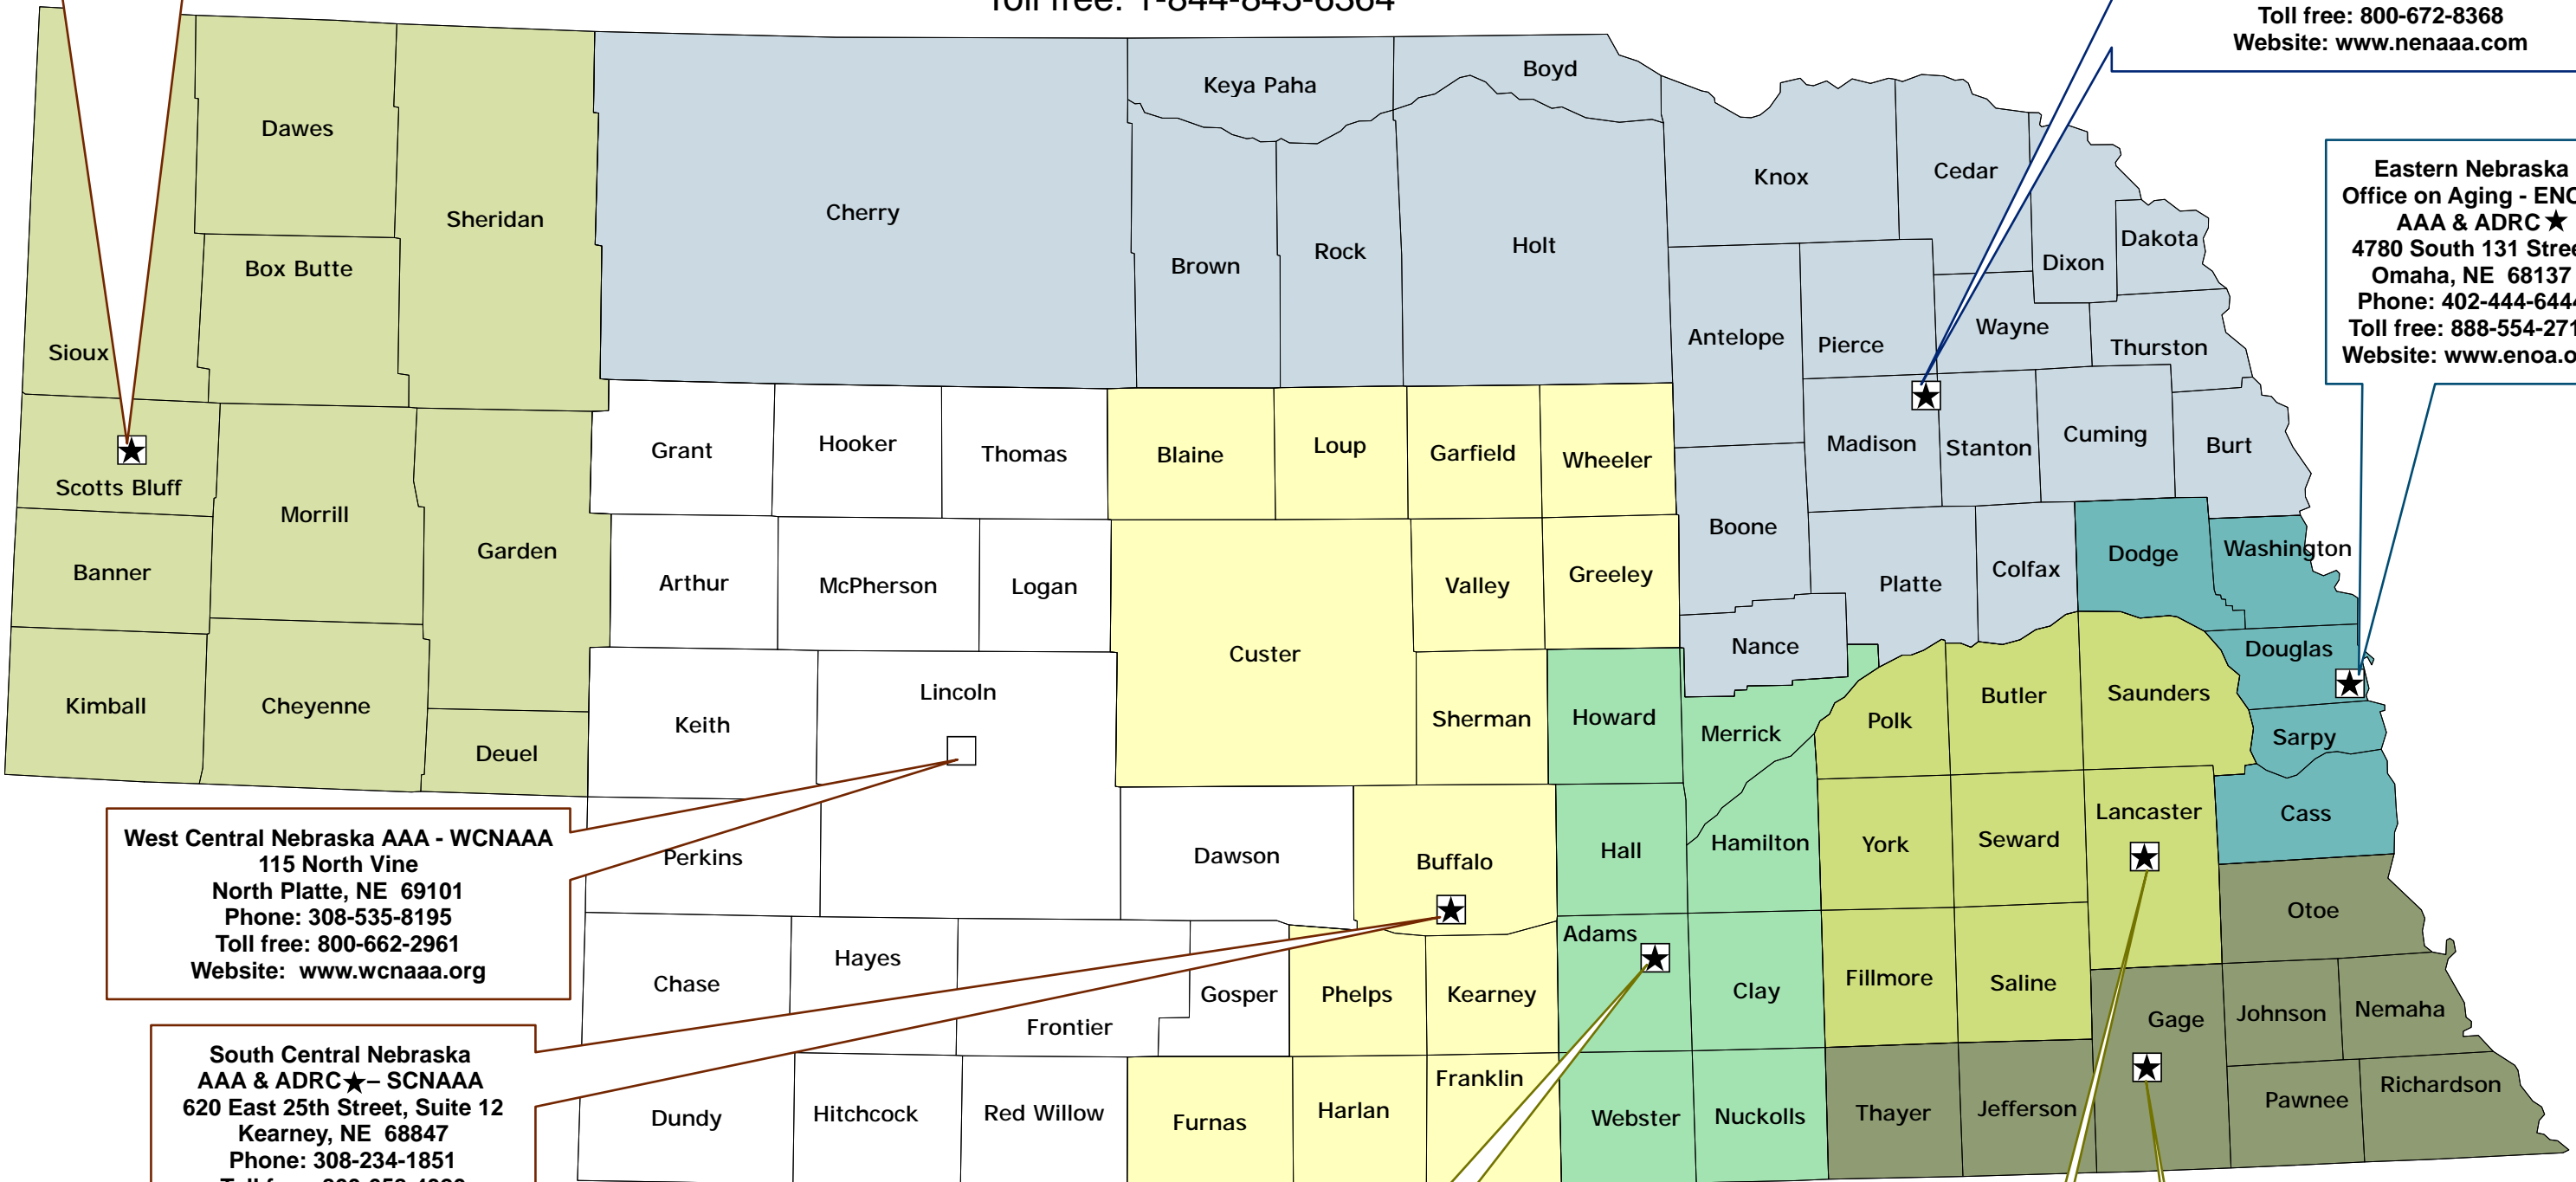 Toll free: 1-844-843-6364
Toll free: 800-672-8368
Website: www.nenaaa.com
Eastern Nebraska
Office on Aging - ENO
AAA & ADRC★
4780 South 131 Stree
Omaha, NE 68137
Phone: 402-444-6444
Toll free: 888-554-271
Website: www.enoa.o
Dawes
Sheridan
Box Butte
Sioux
Scotts Bluff
Morrill
Garden
Banner
Kimball
Cheyenne
Deuel
Cherry
Keya Paha
Boyd
Brown
Rock
Holt
Knox
Cedar
Dixon
Dakota
Antelope
Pierce
Wayne
Thurston
Madison
Stanton
Cuming
Burt
Boone
Platte
Colfax
Nance
Grant
Hooker
Thomas
Arthur
McPherson
Logan
Keith
Lincoln
Perkins
Dawson
Chase
Hayes
Frontier
Gosper
Dundy
Hitchcock
Red Willow
Blaine
Loup
Garfield
Wheeler
Custer
Valley
Greeley
Sherman
Buffalo
Phelps
Kearney
Furnas
Harlan
Franklin
Howard
Merrick
Hall
Hamilton
Adams
Clay
Webster
Nuckolls
Dodge
Washington
Douglas
Sarpy
Cass
Polk
Butler
Saunders
York
Seward
Lancaster
Fillmore
Saline
Otoe
Gage
Johnson
Nemaha
Thayer
Jefferson
Pawnee
Richardson
West Central Nebraska AAA - WCNAAA
115 North Vine
North Platte, NE 69101
Phone: 308-535-8195
Toll free: 800-662-2961
Website: www.wcnaaa.org
South Central Nebraska
AAA & ADRC★– SCNAAA
620 East 25th Street, Suite 12
Kearney, NE 68847
Phone: 308-234-1851